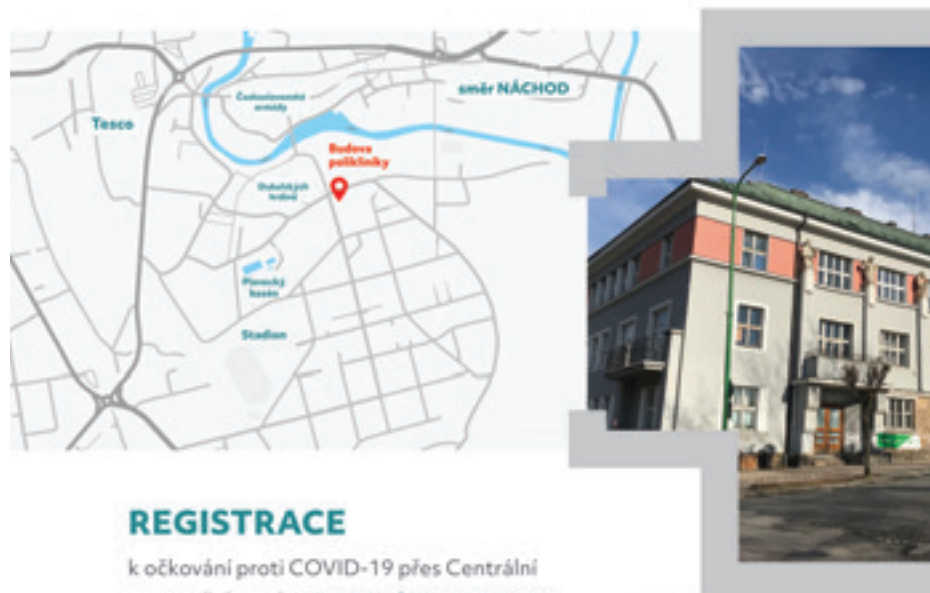 směr NÁCHOD
Československé
armády
Tesco
Budova
polikliniky
Dukelských
hrdinů
Plavecký
bazén
Stadion
REGISTRACE
k očkování proti COVID-19 přes Centrální